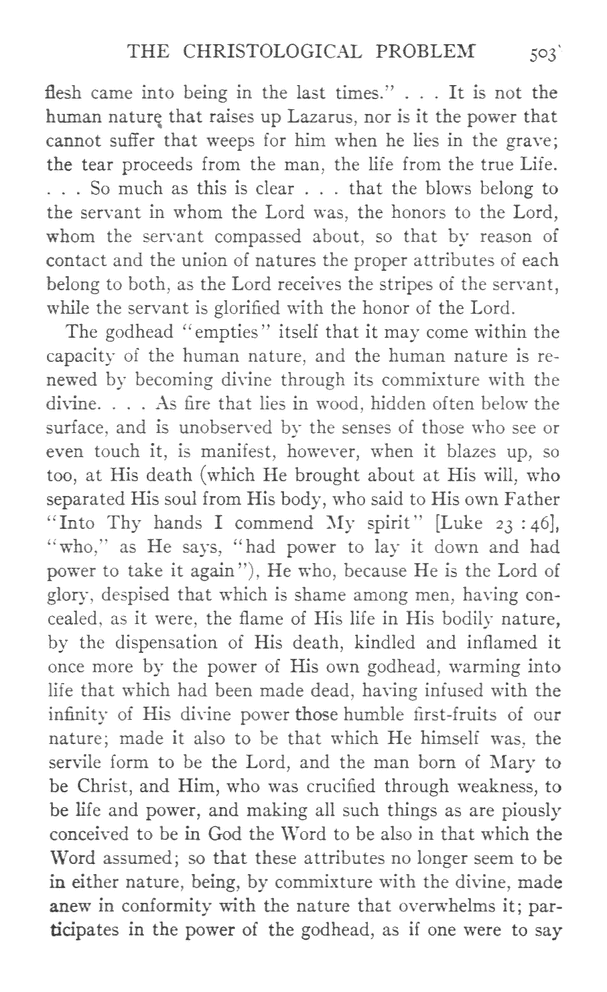 THE CHRISTOLOGICAL PROBLEM 503
flesh came into being in the last times." . . . It is not the
human nature that raises up Lazarus, nor is it the power that
cannot suffer that weeps for him when he lies in the grave;
the tear proceeds from the man, the life from the true Life.
. . . So much as this is clear . . . that the blows belong to
the servant in whom the Lord was, the honors to the Lord,
whom the servant compassed about, so that by reason of
contact and the union of natures the proper attributes of each
belong to both, as the Lord receives the stripes of the servant,
while the servant is glorified with the honor of the Lord.
The godhead "empties" itself that it may come within the
capacity of the human nature, and the human nature is re-
newed by becoming divine through its commixture with the
divine. . . . As fire that lies in wood, hidden often below the
surface, and is unobserved by the senses of those who see or
even touch it, is manifest, however, when it blazes up, so
too, at His death (which He brought about at His will, who
separated His soul from His body, who said to His own Father
"Into Thy hands I commend My spirit" [Luke 23 : 46],
"who," as He says, "had power to lay it down and had
power to take it again"), He who, because He is the Lord of
glory, despised that which is shame among men, having con-
cealed, as it were, the flame of His life in His bodily nature,
by the dispensation of His death, kindled and inflamed it
once more by the power of His own godhead, warming into
life that which had been made dead, having infused with the
infinity of His divine power those humble first-fruits of our
nature; made it also to be that which He himself was, the
servile form to be the Lord, and the man born of Mary to
be Christ, and Him, who was crucified through weakness, to
be life and power, and making all such things as are piously
conceived to be in God the Word to be also in that which the
Word assumed; so that these attributes no longer seem to be
in either nature, being, by commixture with the divine, made
anew in conformity with the nature that overwhelms it; par-
ticipates in the power of the godhead, as if one were to say